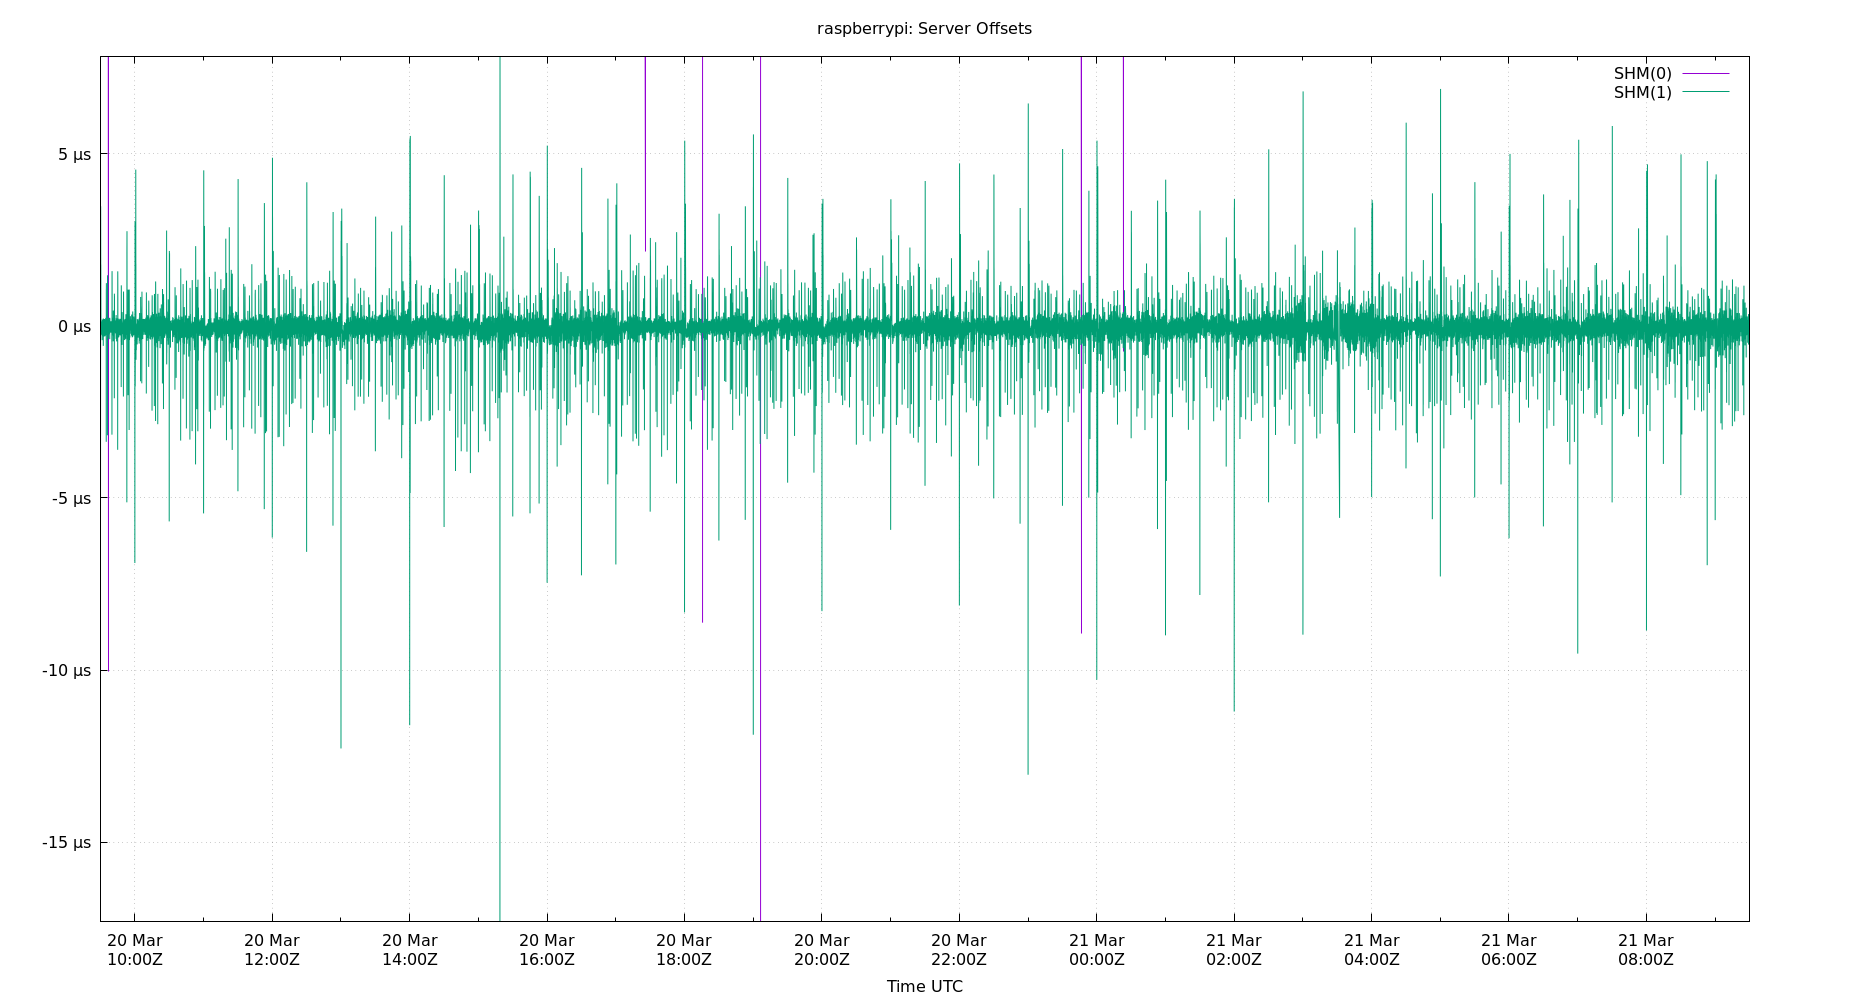 raspberrypi: Server Offsets
SHM(0)
SHM(1)
5 µs
0 µs
-5 µs
-10 µs
-15 µs
20 Mar 20 Mar 20 Mar 20 Mar 20 Mar 20 Mar 20 Mar 21 Mar 21 Mar 21 Mar 21 Mar 21 Mar
10:00Z 12:00Z 14:00Z 16:00Z 18:00Z 20:00Z 22:00Z 00:00Z 02:00Z 04:00Z 06:00Z 08:00Z
Time UTC